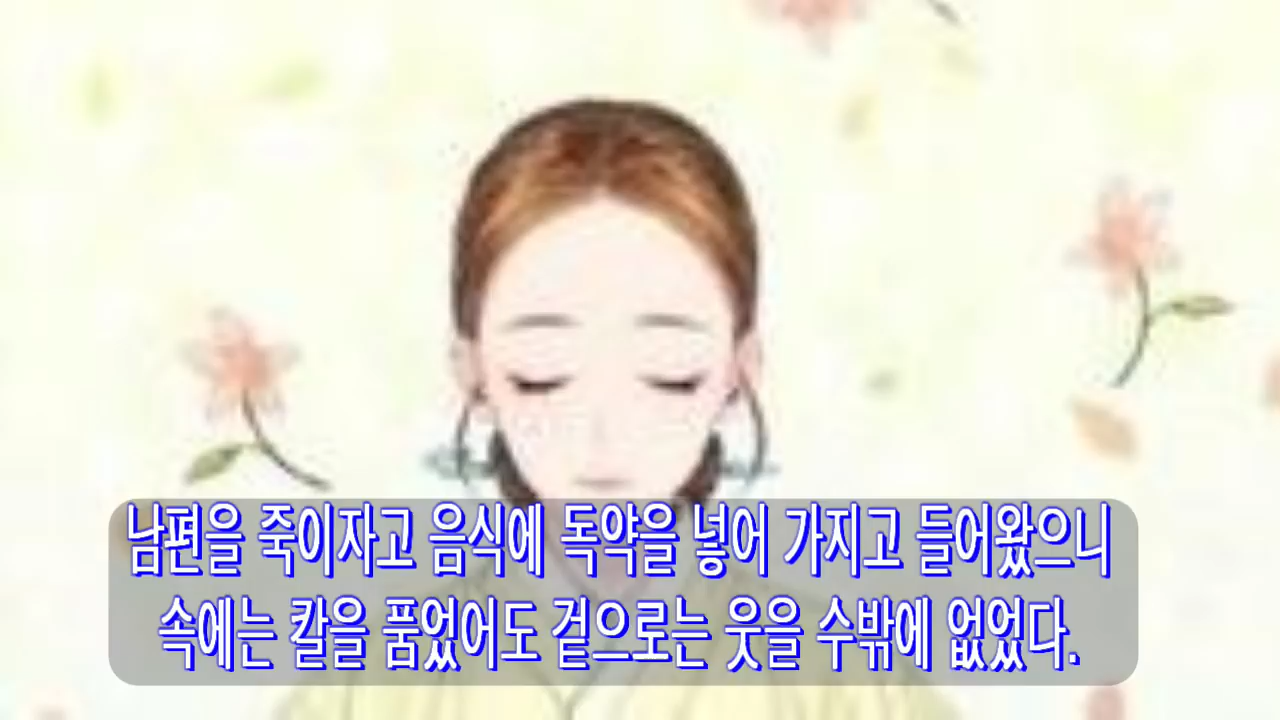 남편을 죽이자고 음식에 독약을 넣어 가지고 들어왔으니
속에는 칼을 품었어도 겉으로는 웃을 수밖에 없었다.